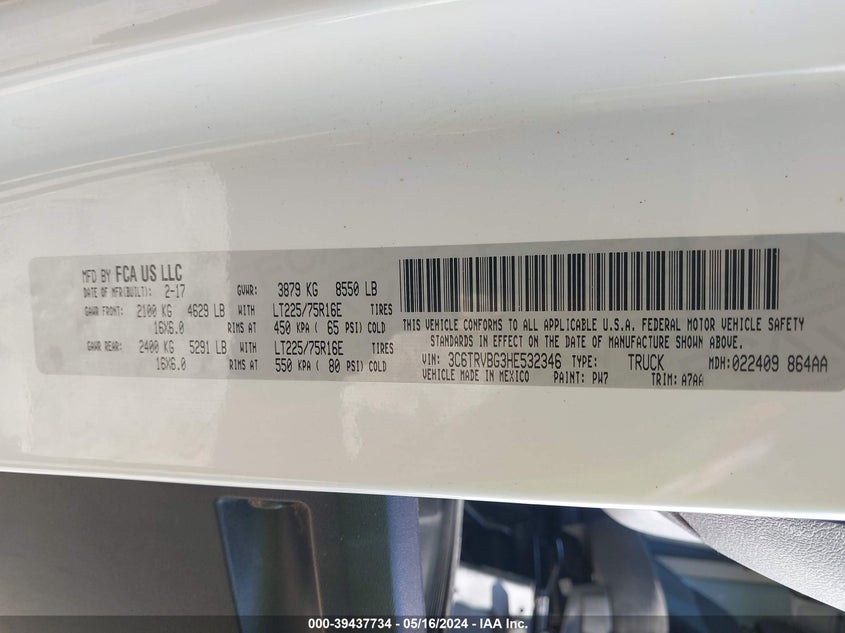 MFD BY FCA US LLC
DATE OF MFR(BUILT): 2-17
GVWR: 3879 KG 8550 LB
GAWR FRONT: 2100 KG 4629 LB WITH LT225/75R16E TIRES
16X6.0 RIMS AT 450 KPA ( 65 PSI) COLD
GAWR REAR: 2400 KG 5291 LB WITH LT225/75R16E TIRES
16X6.0 RIMS AT 550 KPA ( 80 PSI) COLD
THIS VEHICLE CONFORMS TO ALL APPLICABLE U.S.A. FEDERAL MOTOR VEHICLE SAFETY
STANDARDS IN EFFECT ON THE DATE OF MANUFACTURE SHOWN ABOVE.
VIN: 3C6TRVBG3HE532346 TYPE: TRUCK MDH:022409 864AA
VEHICLE MADE IN MEXICO PAINT: PW7 TRIM: A7AA
000-39437734 - 05/16/2024 - IAA Inc.